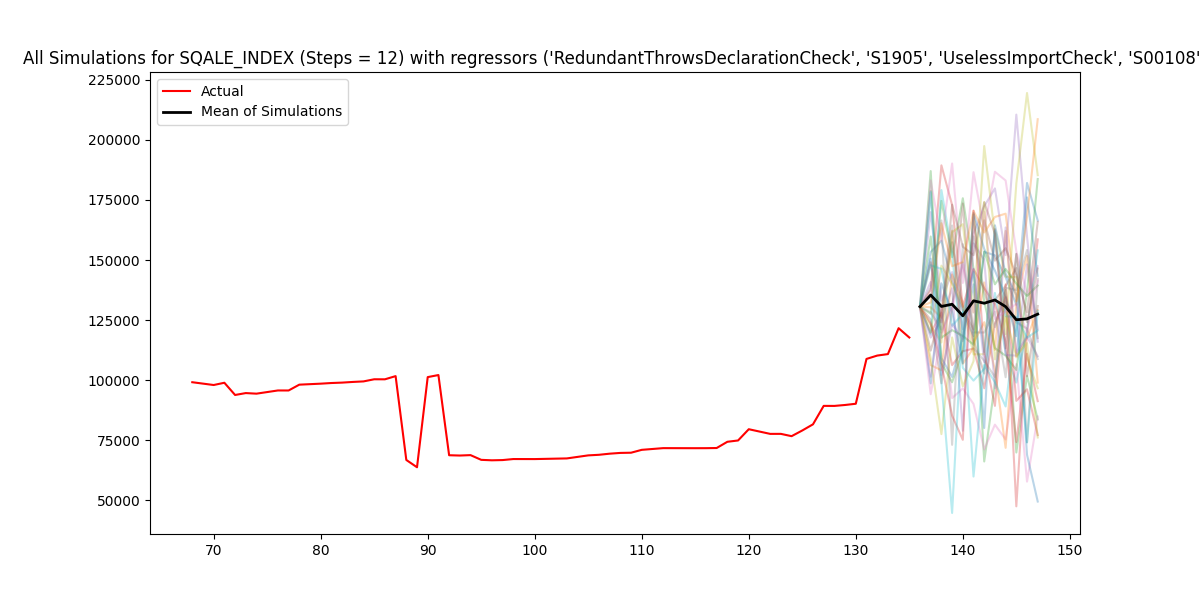 All Simulations for SQALE_INDEX (Steps = 12) with regressors ('RedundantThrowsDeclarationCheck', 'S1905', 'UselessImportCheck', 'S00108'
225000
200000
175000
150000
125000
100000
75000
50000
Actual
Mean of Simulations
70 80 90 100 110 120 130 140 150